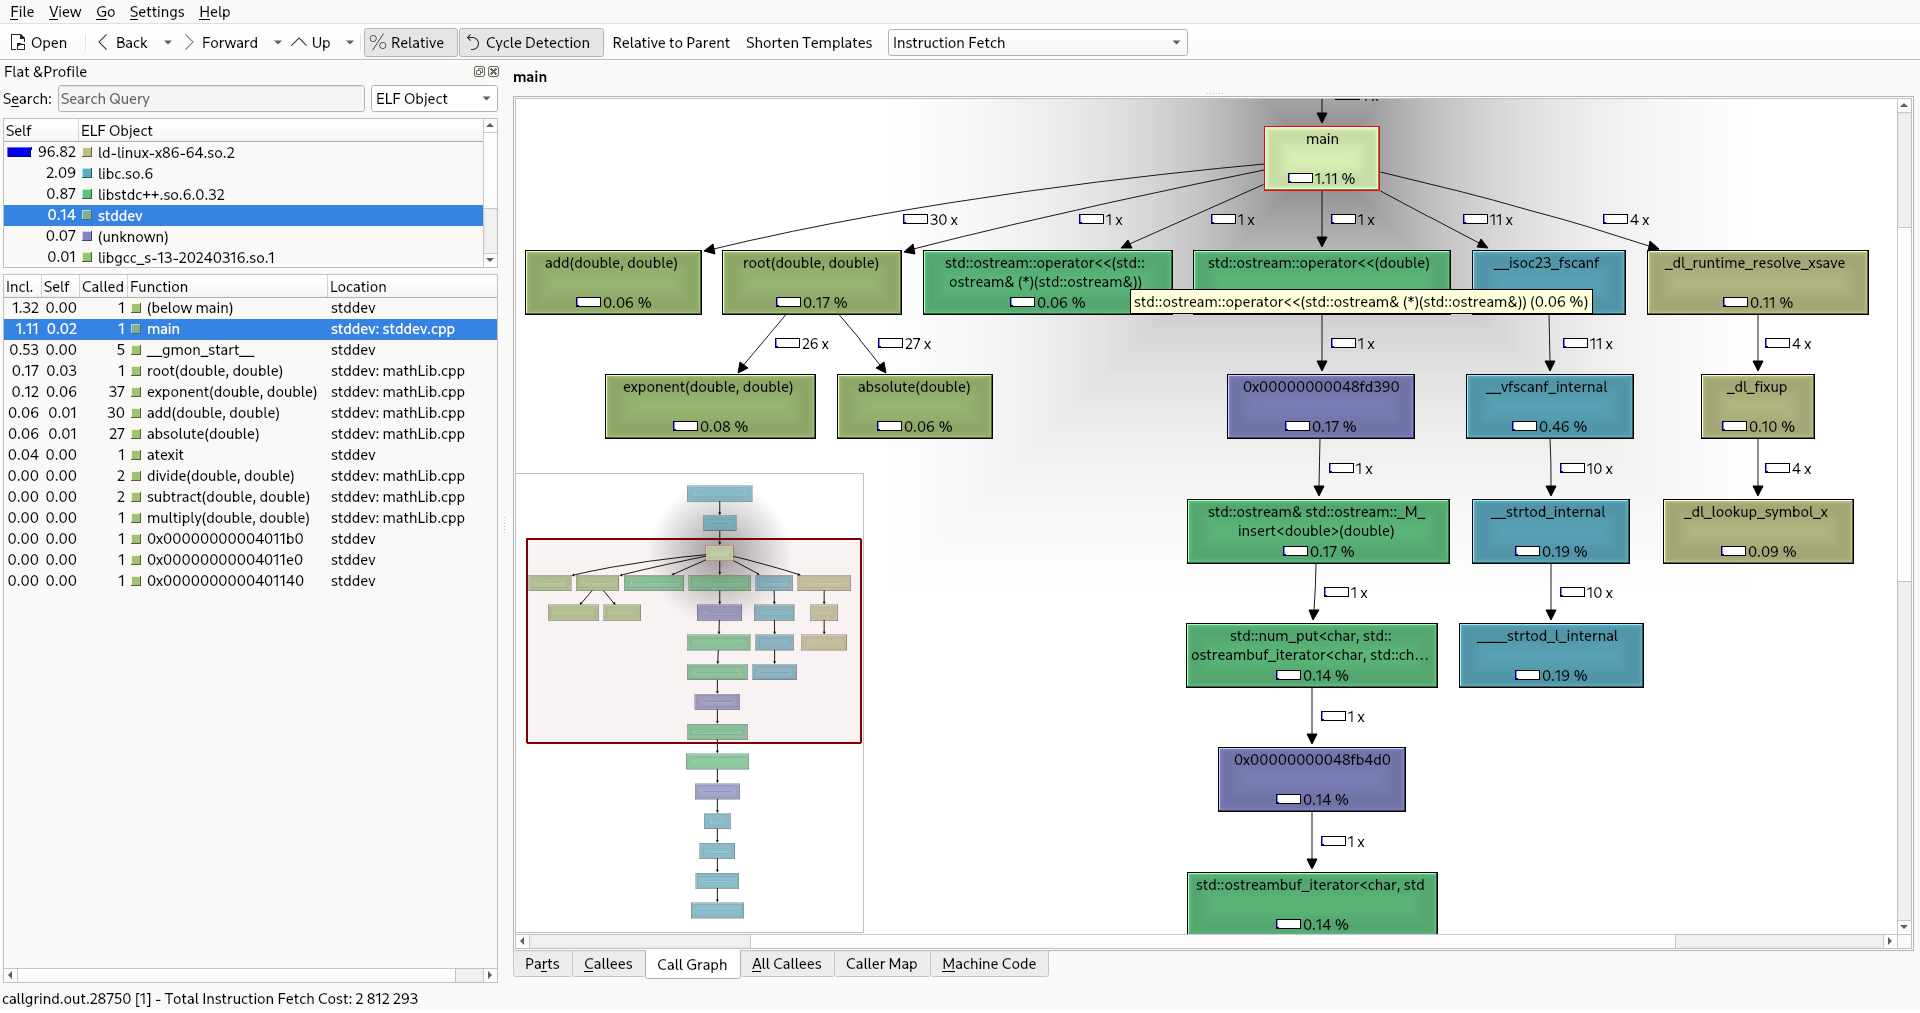 File View Go Settings Help
Open Back Forward Up Relative Cycle Detection Relative to Parent Shorten Templates Instruction Fetch
Flat &Profile
Search: Search Query ELF Object
Self ELF Object
96.82 ld-linux-x86-64.so.2
2.09 libc.so.6
0.87 libstdc++.so.6.0.32
0.14 stddev
0.07 (unknown)
0.01 libgcc_s-13-20240316.so.1
Incl. Self Called Function Location
1.32 0.00 1 (below main) stddev
1.11 0.02 1 main stddev: stddev.cpp
0.53 0.00 5 __gmon_start__ stddev
0.17 0.03 1 root(double, double) stddev: mathLib.cpp
0.12 0.06 37 exponent(double, double) stddev: mathLib.cpp
0.06 0.01 30 add(double, double) stddev: mathLib.cpp
0.06 0.01 27 absolute(double) stddev: mathLib.cpp
0.04 0.00 1 atexit stddev
0.00 0.00 2 divide(double, double) stddev: mathLib.cpp
0.00 0.00 2 subtract(double, double) stddev: mathLib.cpp
0.00 0.00 1 multiply(double, double) stddev: mathLib.cpp
0.00 0.00 1 0x00000000004011b0 stddev
0.00 0.00 1 0x00000000004011e0 stddev
0.00 0.00 1 0x0000000000401140 stddev
main
main
1.11 %
30 x 1 x 1 x 1 x 11 x 4 x
add(double, double)
0.06 %
root(double, double)
0.17 %
std::ostream::operator<<(std::
ostream& (*)(std::ostream&))
0.06 %
std::ostream::operator<<(double)
__isoc23_fscanf
_dl_runtime_resolve_xsave
0.11 %
std::ostream::operator<<(std::ostream& (*)(std::ostream&)) (0.06 %)
26 x 27 x 1 x 11 x 4 x
exponent(double, double)
0.08 %
absolute(double)
0.06 %
0x00000000048fd390
0.17 %
__vfscanf_internal
0.46 %
_dl_fixup
0.10 %
1 x 10 x 4 x
std::ostream& std::ostream::_M_
insert<double>(double)
0.17 %
__strtod_internal
0.19 %
_dl_lookup_symbol_x
0.09 %
1 x 10 x
std::num_put<char, std::
ostreambuf_iterator<char, std::ch...
0.14 %
____strtod_l_internal
0.19 %
1 x
0x00000000048fb4d0
0.14 %
1 x
std::ostreambuf_iterator<char, std
0.14 %
Parts Callees Call Graph All Callees Caller Map Machine Code
callgrind.out.28750 [1] - Total Instruction Fetch Cost: 2 812 293